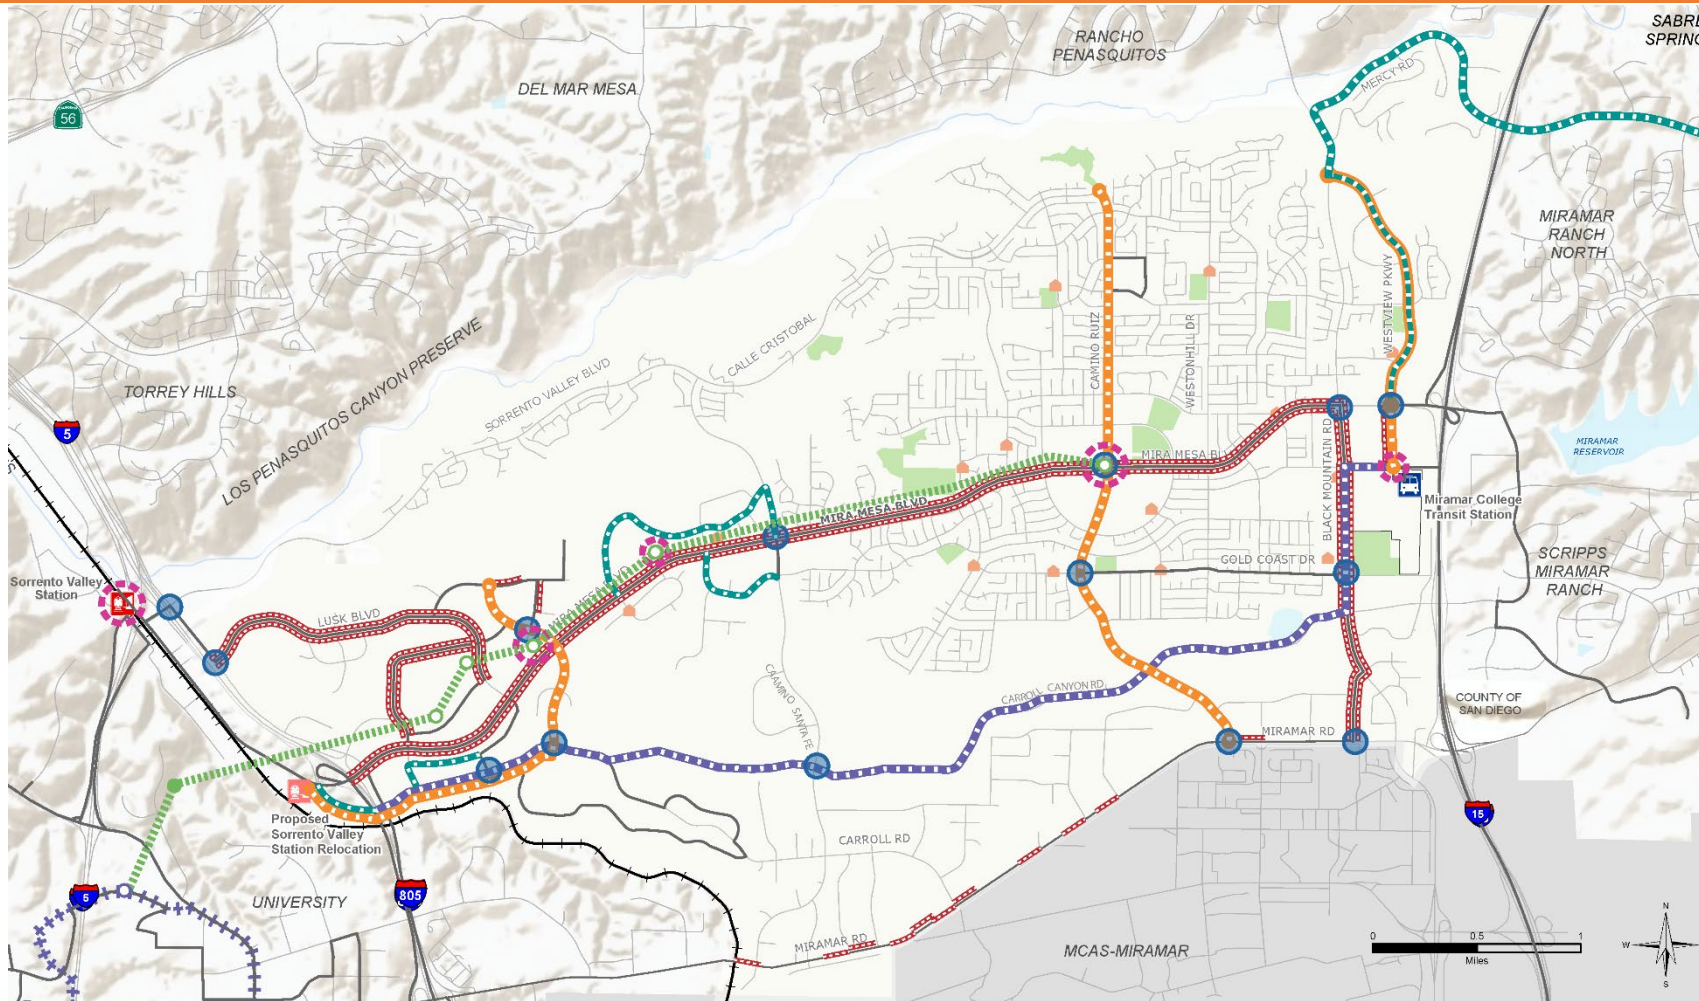 SABRE
SPRING
RANCHO
PENASQUITOS
MERCY RD
DEL MAR MESA
CALIFORNIA
56
MIRAMAR
RANCH
NORTH
WESTVIEW PKWY
CAMINO RUIZ
WESTONHILL DR
CALLE CRISTOBAL
SORRENTO VALLEY BLVD
TORREY HILLS
LOS PENASQUITOS CANYON PRESERVE
5
MIRAMAR
RESERVOIR
BLACK MOUNTAIN RD
MIRA MESA BL
MIRA MESA BLVD
Miramar College
Transit Station
SCRIPPS
MIRAMAR
RANCH
GOLD COAST DR
Sorrento Valley
Station
LUSK BLVD
MIRA MESA BLVD
CAMINO SANTA FE
CARROLL CANYON RD
COUNTY OF
SAN DIEGO
MIRAMAR RD
Proposed
Sorrento Valley
Station Relocation
CARROLL RD
15
5
UNIVERSITY
805
MIRAMAR RD
MCAS-MIRAMAR
0 0.5 1
Miles
N
W
S